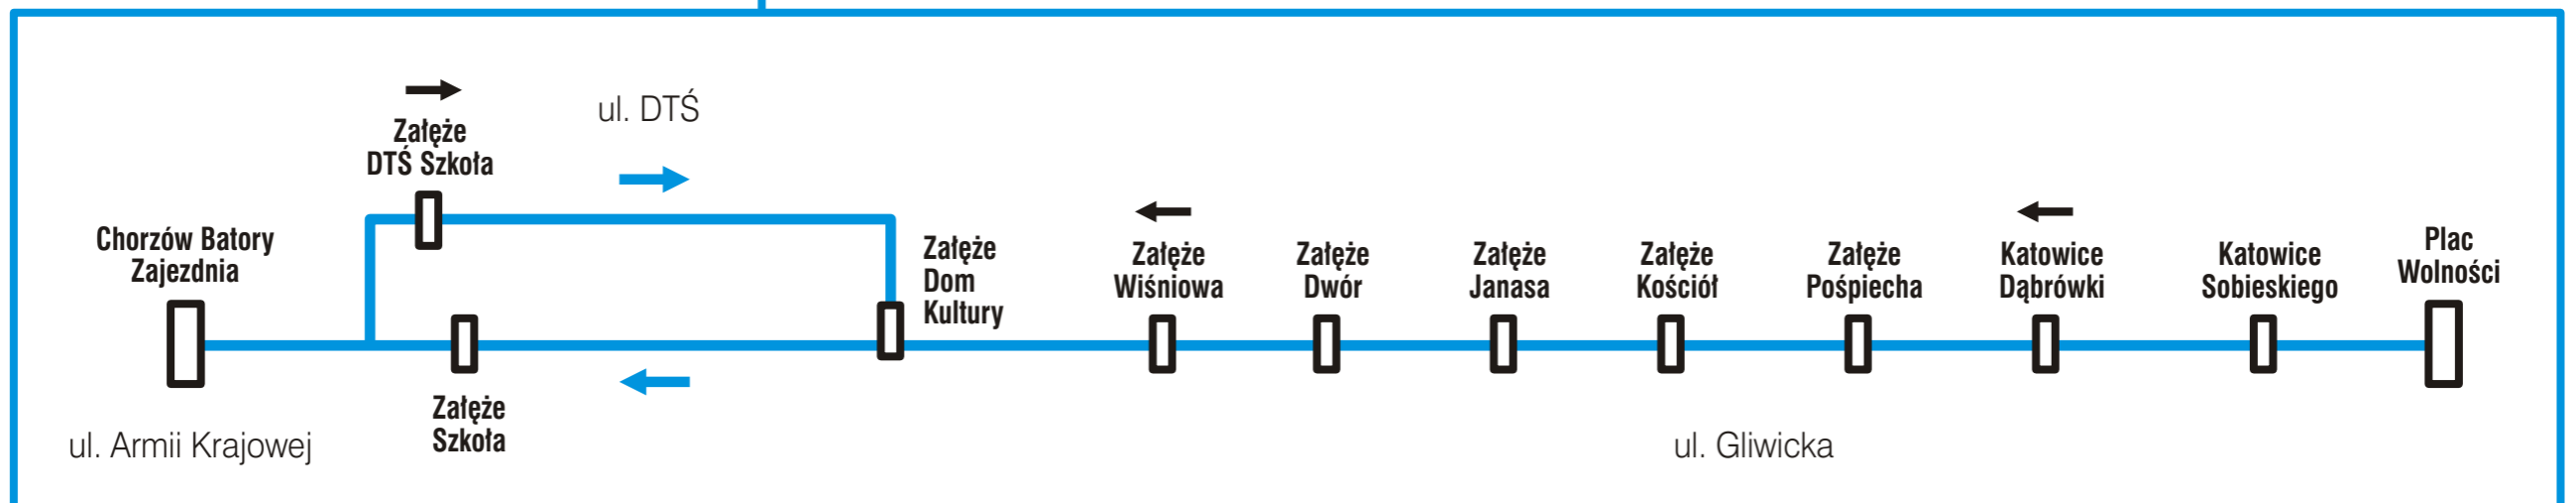 ul. DTŚ
Załęże
DTŚ Szkoła
Chorzów Batory
Zajezdnia
Załęże
Szkoła
ul. Armii Krajowej
Załęże
Dom
Kultury
Załęże
Wiśniowa
Załęże
Dwór
Załęże
Janasa
Załęże
Kościół
Załęże
Pośpiecha
Katowice
Dąbrówki
Katowice
Sobieskiego
Plac
Wolności
ul. Gliwicka